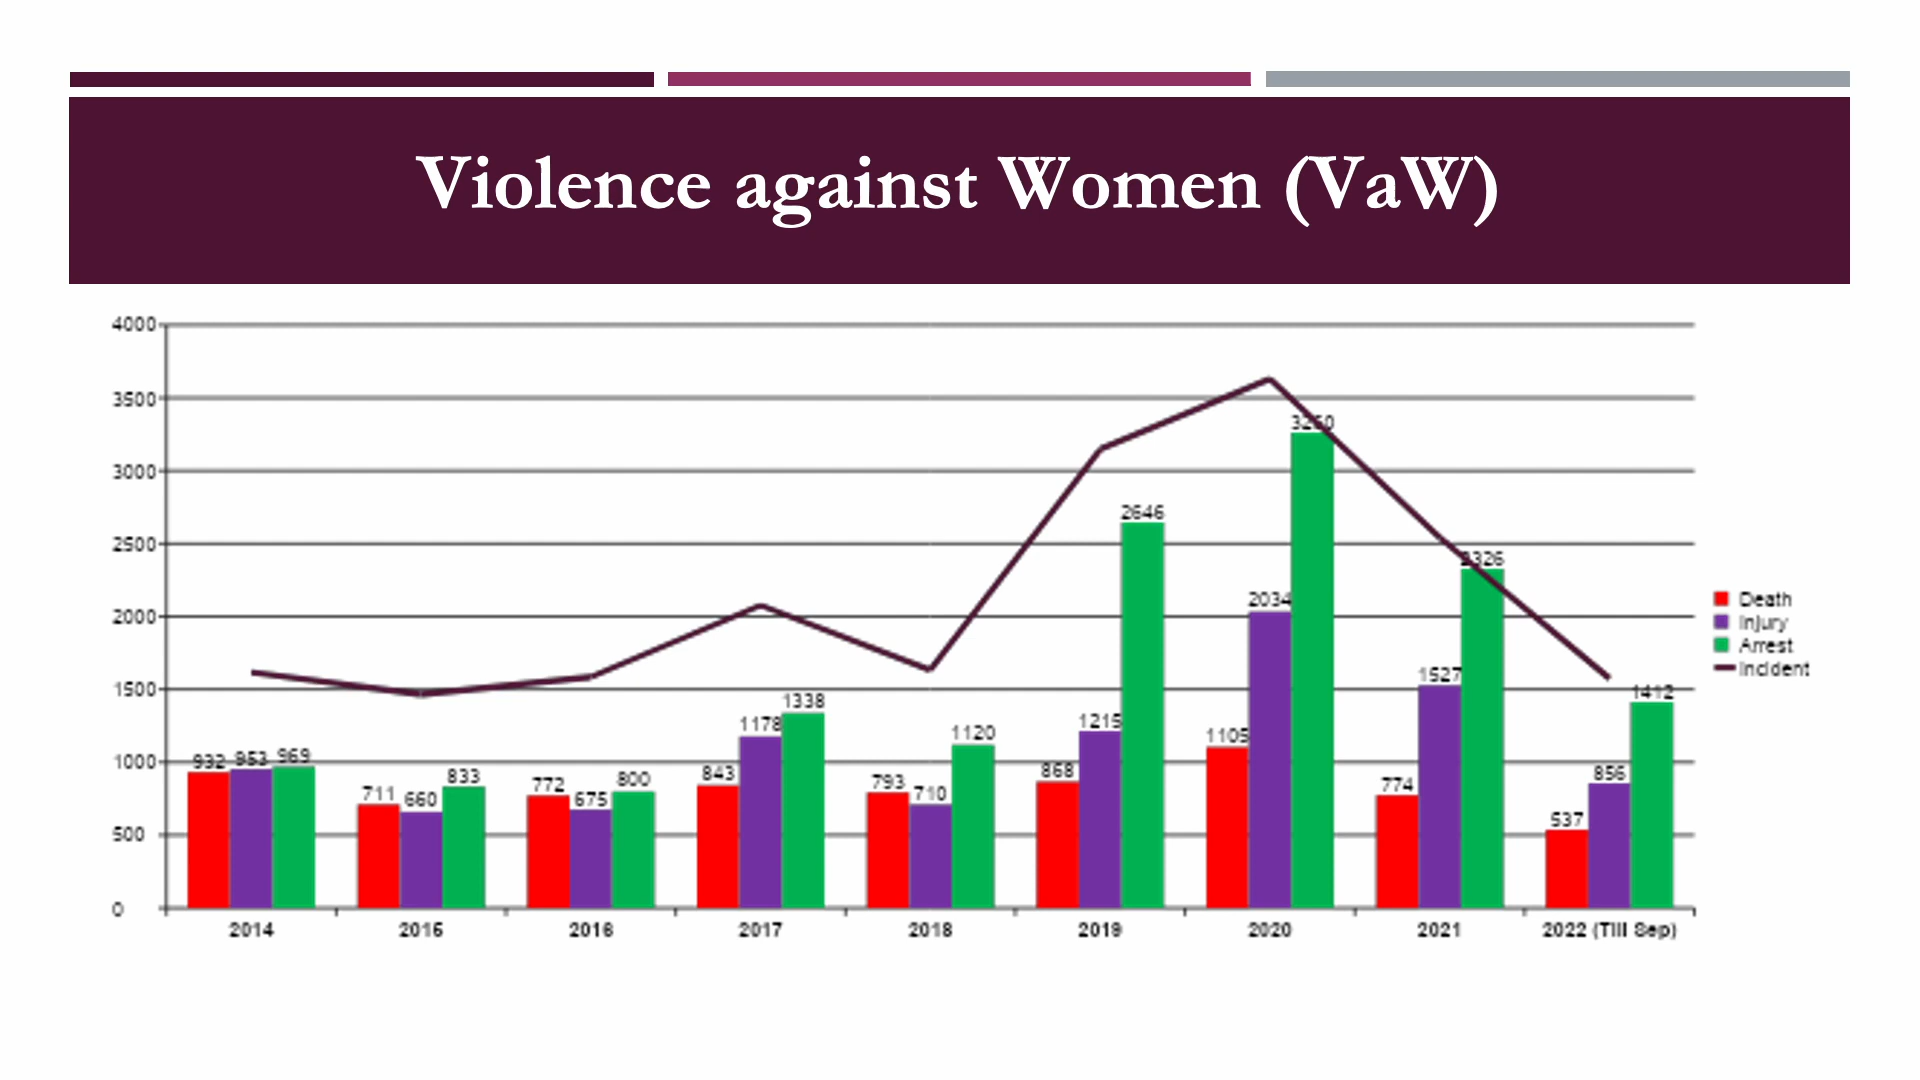 Violence against Women (VaW)
4000
3500
3000
2500
2000
1500
1000
500
0
932 953 969
711 660 833
772 675 800
843 1178 1338
793 710 1120
868 1215 2646
1105 2034
774 1527 2326
537 856 1412
2014 2015 2016 2017 2018 2019 2020 2021 2022 (Till Sep)
Death
Injury
Arrest
Incident